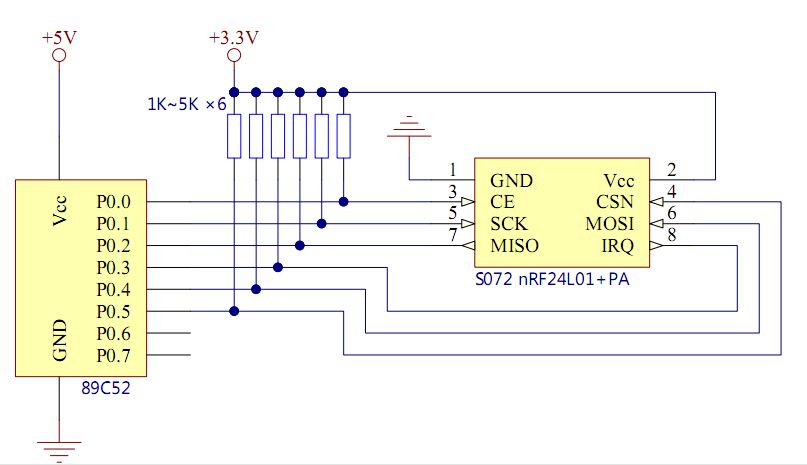 +5V
+3.3V
1K~5K ×6
Vcc
GND
P0.0
P0.1
P0.2
P0.3
P0.4
P0.5
P0.6
P0.7
89C52
1
3
5
7
GND
CE
SCK
MISO
Vcc
CSN
MOSI
IRQ
2
4
6
8
S072 nRF24L01+PA